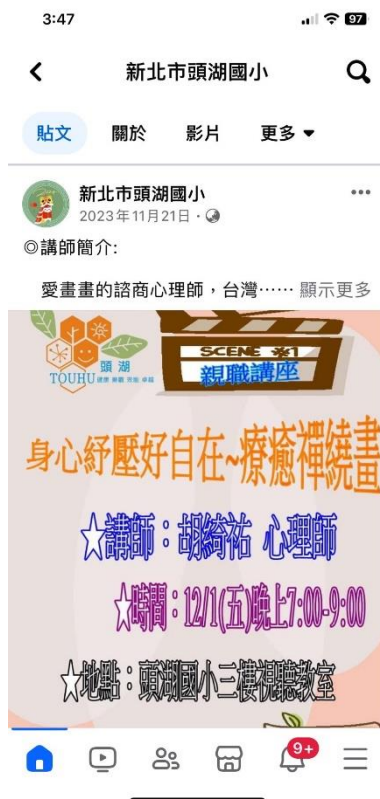 3:47
97
新北市頭湖國小
貼文 關於 影片 更多
新北市頭湖國小
2023年11月21日
◎講師簡介:
愛畫畫的諮商心理師，台灣…… 顯示更多
頭湖
TOUHU
SCENE ※1
親職講座
身心紓壓好自在~療癒禪繞畫
★講師：胡綺祐 心理師
★時間：12/1(五)晚上7:00-9:00
★地點：頭湖國小三樓視聽教室
9+